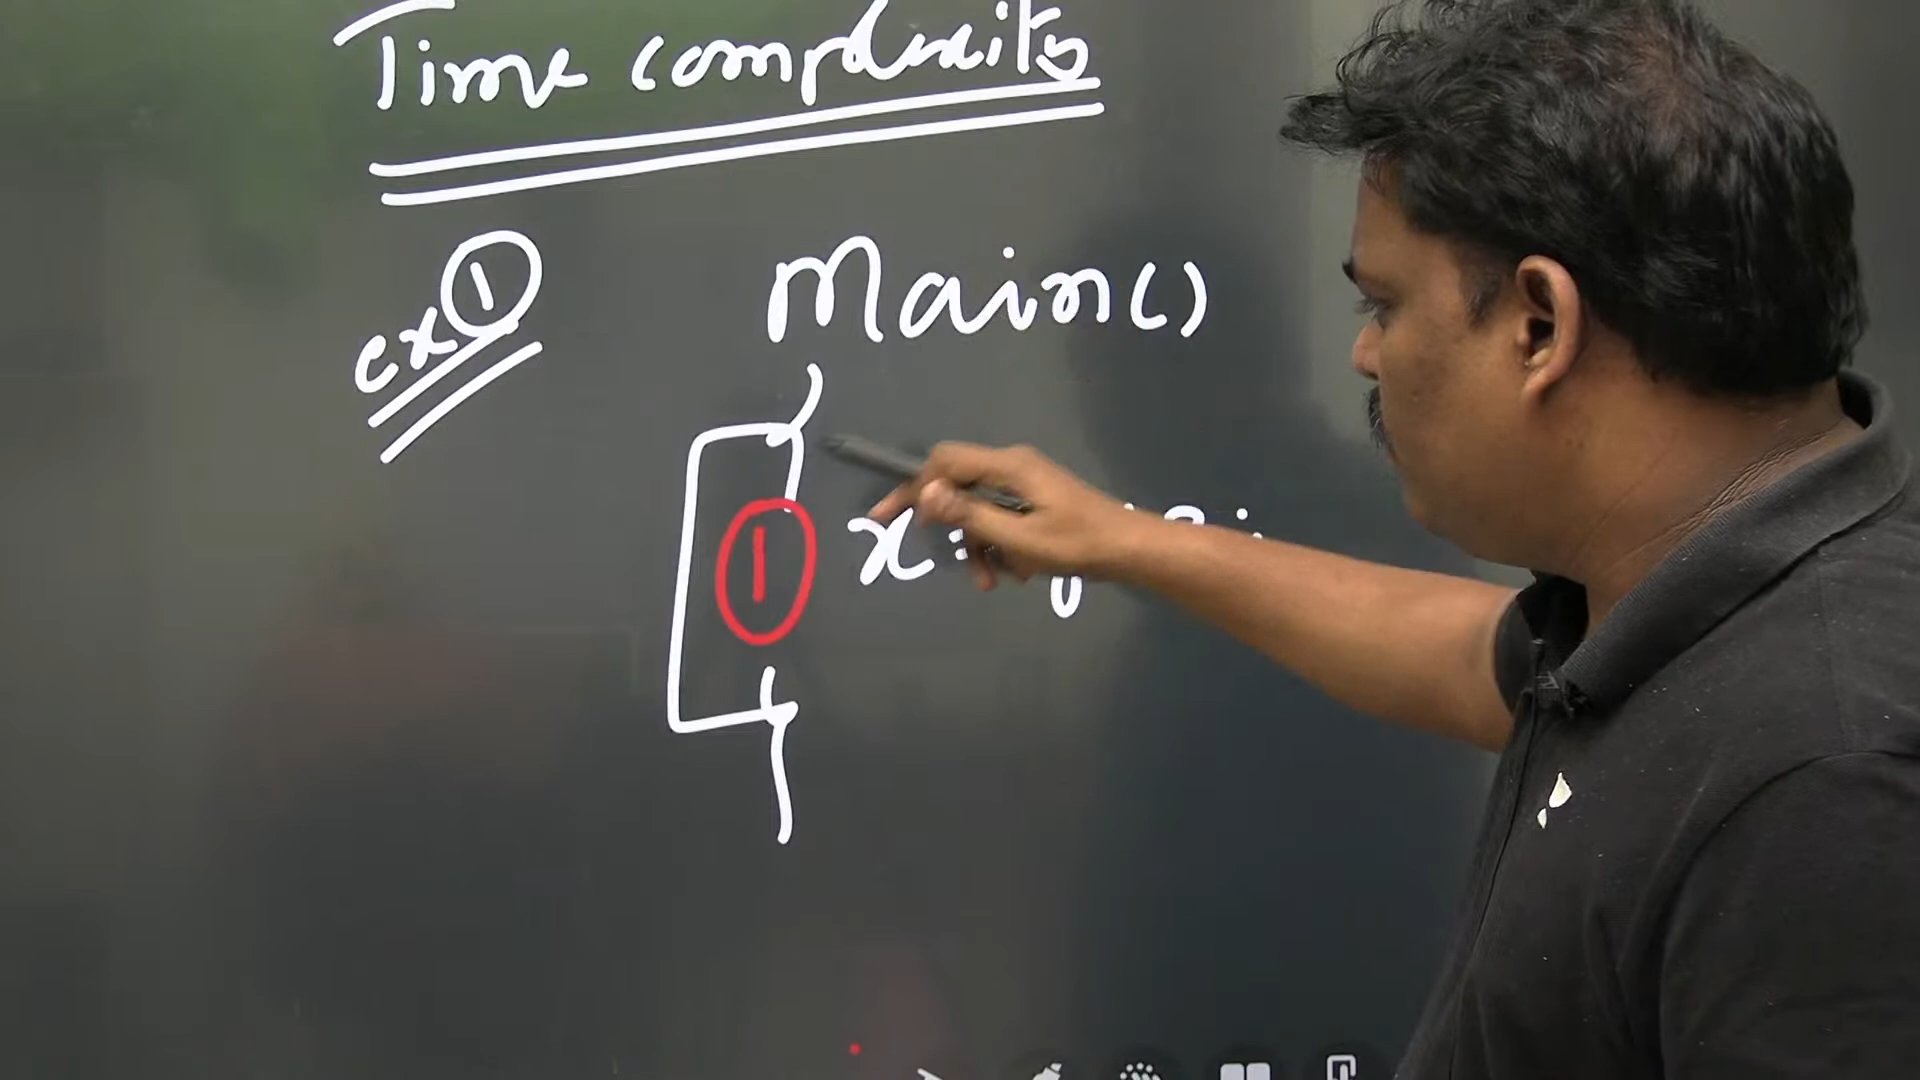 Time complexity
ex ①
Main()
① x =